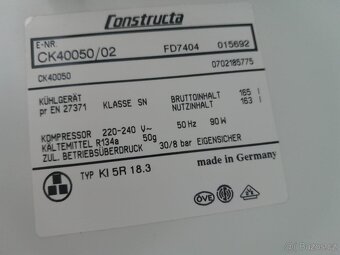 Constructa
E-NR.
CK40050/02 FD7404 015692
CK40050 0702185775
KÜHLGERÄT BRUTTOINHALT 165 l
pr EN 27371 KLASSE SN NUTZINHALT 163 l
KOMPRESSOR 220-240 V~ 50 Hz 90 W
KÄLTEMITTEL R134a 50g
ZUL. BETRIEBSÜBERDRUCK 30/8 bar EIGENSICHER
TYP KI 5R 18.3 made in Germany
ÖVE